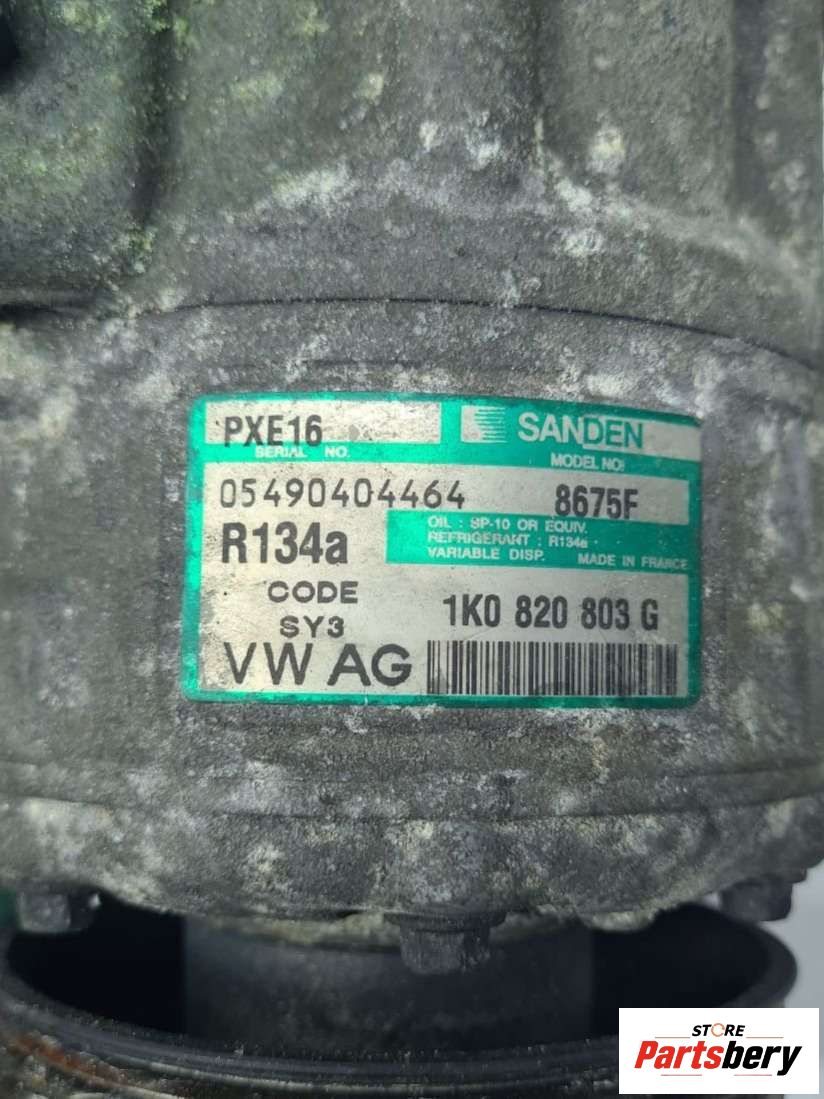 PXE16 SANDEN
SERIAL NO. MODEL NO:
05490404464 8675F
R134a OIL : SP-10 OR EQUIV.
REFRIGERANT : R134a
VARIABLE DISP. MADE IN FRANCE
CODE 1K0 820 803 G
SY3
VW AG
STORE
Partsbery